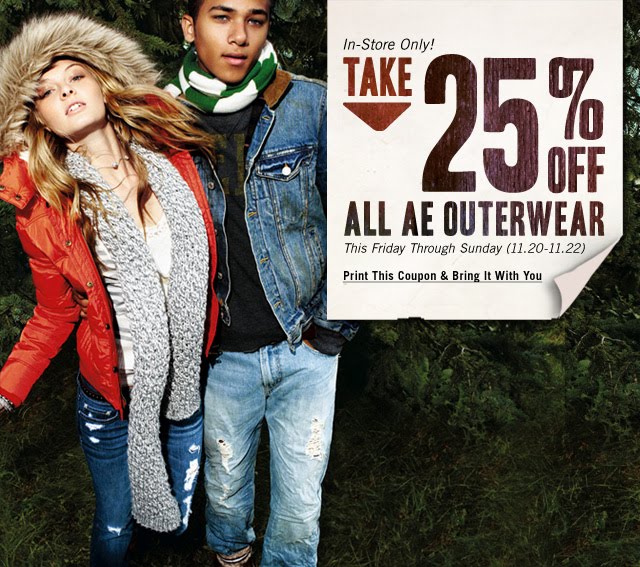 In-Store Only!
TAKE 25% OFF
ALL AE OUTERWEAR
This Friday Through Sunday (11.20-11.22)
Print This Coupon & Bring It With You